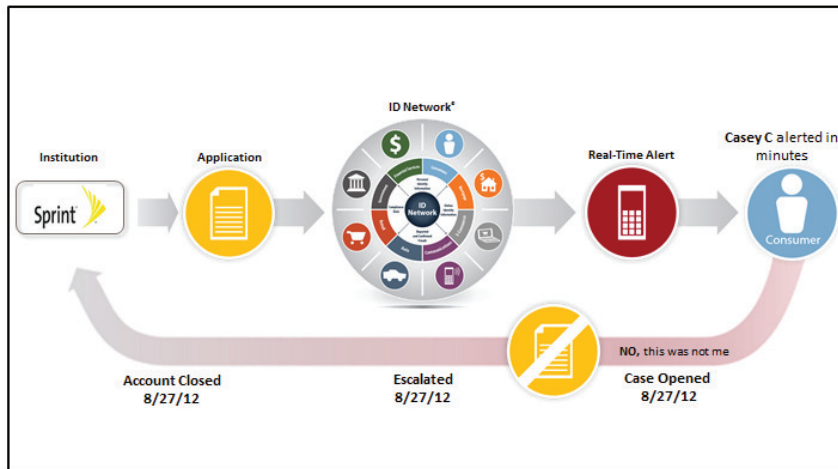 ID Network®
Institution
Application
Real-Time Alert
Casey C alerted in
minutes
Sprint
ID
Network
Consumer
NO, this was not me
Account Closed
8/27/12
Escalated
8/27/12
Case Opened
8/27/12